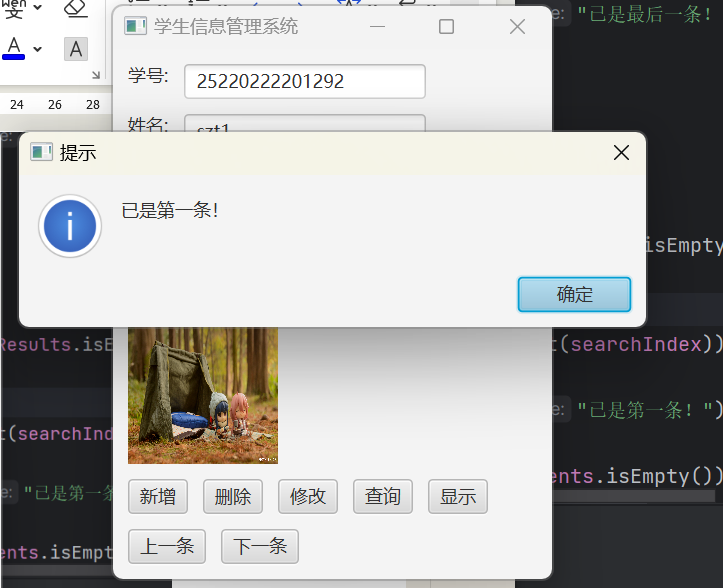 wén
A
文
A
24 26 28
学生信息管理系统
e: "已是最后一条!
学号: 25220222201292
姓名: szt1
提示
已是第一条!
isEmpty
确定
Results.isE
t(searchIndex))
t(searchInd
e: "已是第一条! ")
e: "已是第一条
ents.isEmpty())
新增 删除 修改 查询 显示
上一条 下一条
ents.isEmpt